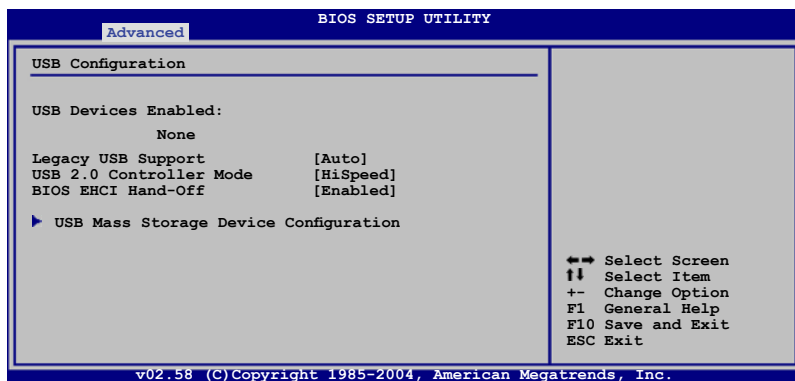 BIOS SETUP UTILITY
Advanced
USB Configuration
USB Devices Enabled:
None
Legacy USB Support [Auto]
USB 2.0 Controller Mode [HiSpeed]
BIOS EHCI Hand-Off [Enabled]
USB Mass Storage Device Configuration
Select Screen
Select Item
+- Change Option
F1 General Help
F10 Save and Exit
ESC Exit
v02.58 (C)Copyright 1985-2004, American Megatrends, Inc.